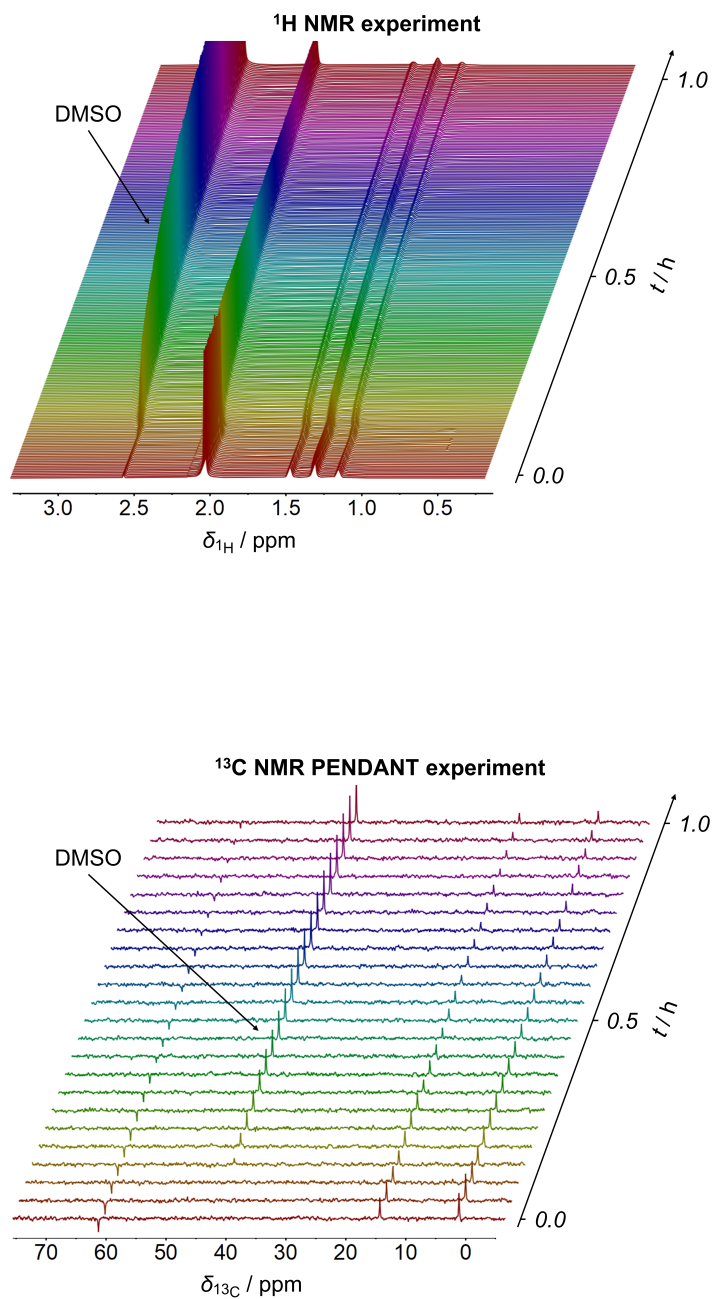 ¹H NMR experiment
DMSO
1.0
0.5
t / h
0.0
3.0 2.5 2.0 1.5 1.0 0.5
δ₁H / ppm
¹³C NMR PENDANT experiment
DMSO
1.0
0.5
t / h
0.0
70 60 50 40 30 20 10 0
δ₁₃C / ppm